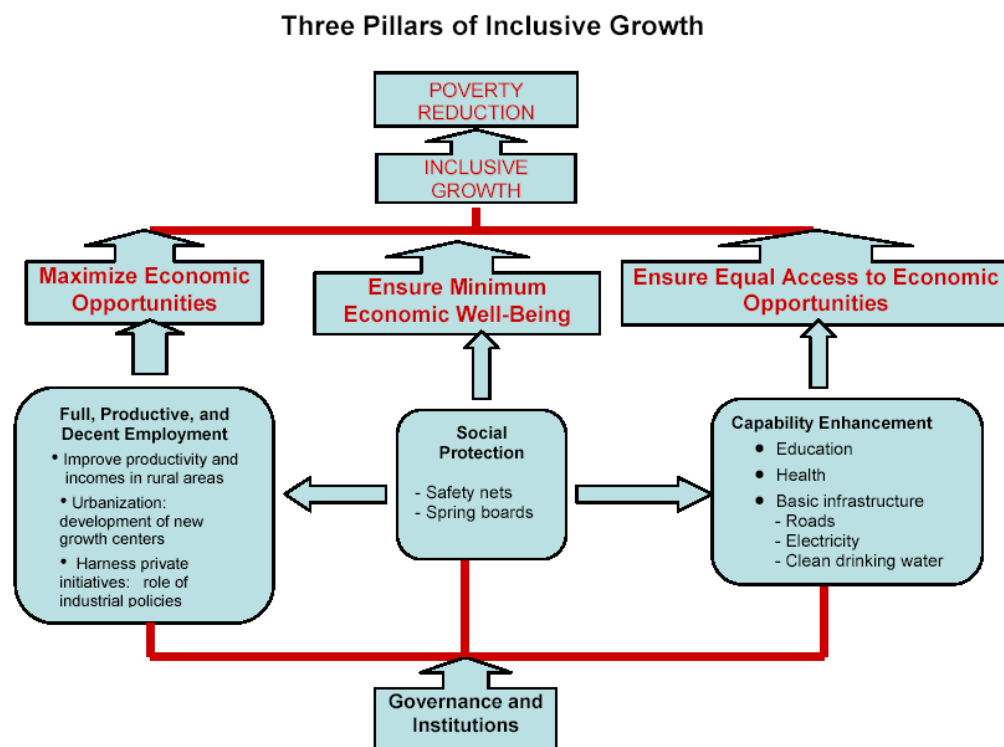 Three Pillars of Inclusive Growth
POVERTY
REDUCTION
INCLUSIVE
GROWTH
Maximize Economic
Opportunities
Ensure Minimum
Economic Well-Being
Ensure Equal Access to Economic
Opportunities
Full, Productive, and
Decent Employment
• Improve productivity and
incomes in rural areas
• Urbanization:
development of new
growth centers
• Harness private
initiatives: role of
industrial policies
Social
Protection
- Safety nets
- Spring boards
Capability Enhancement
• Education
• Health
• Basic infrastructure
- Roads
- Electricity
- Clean drinking water
Governance and
Institutions